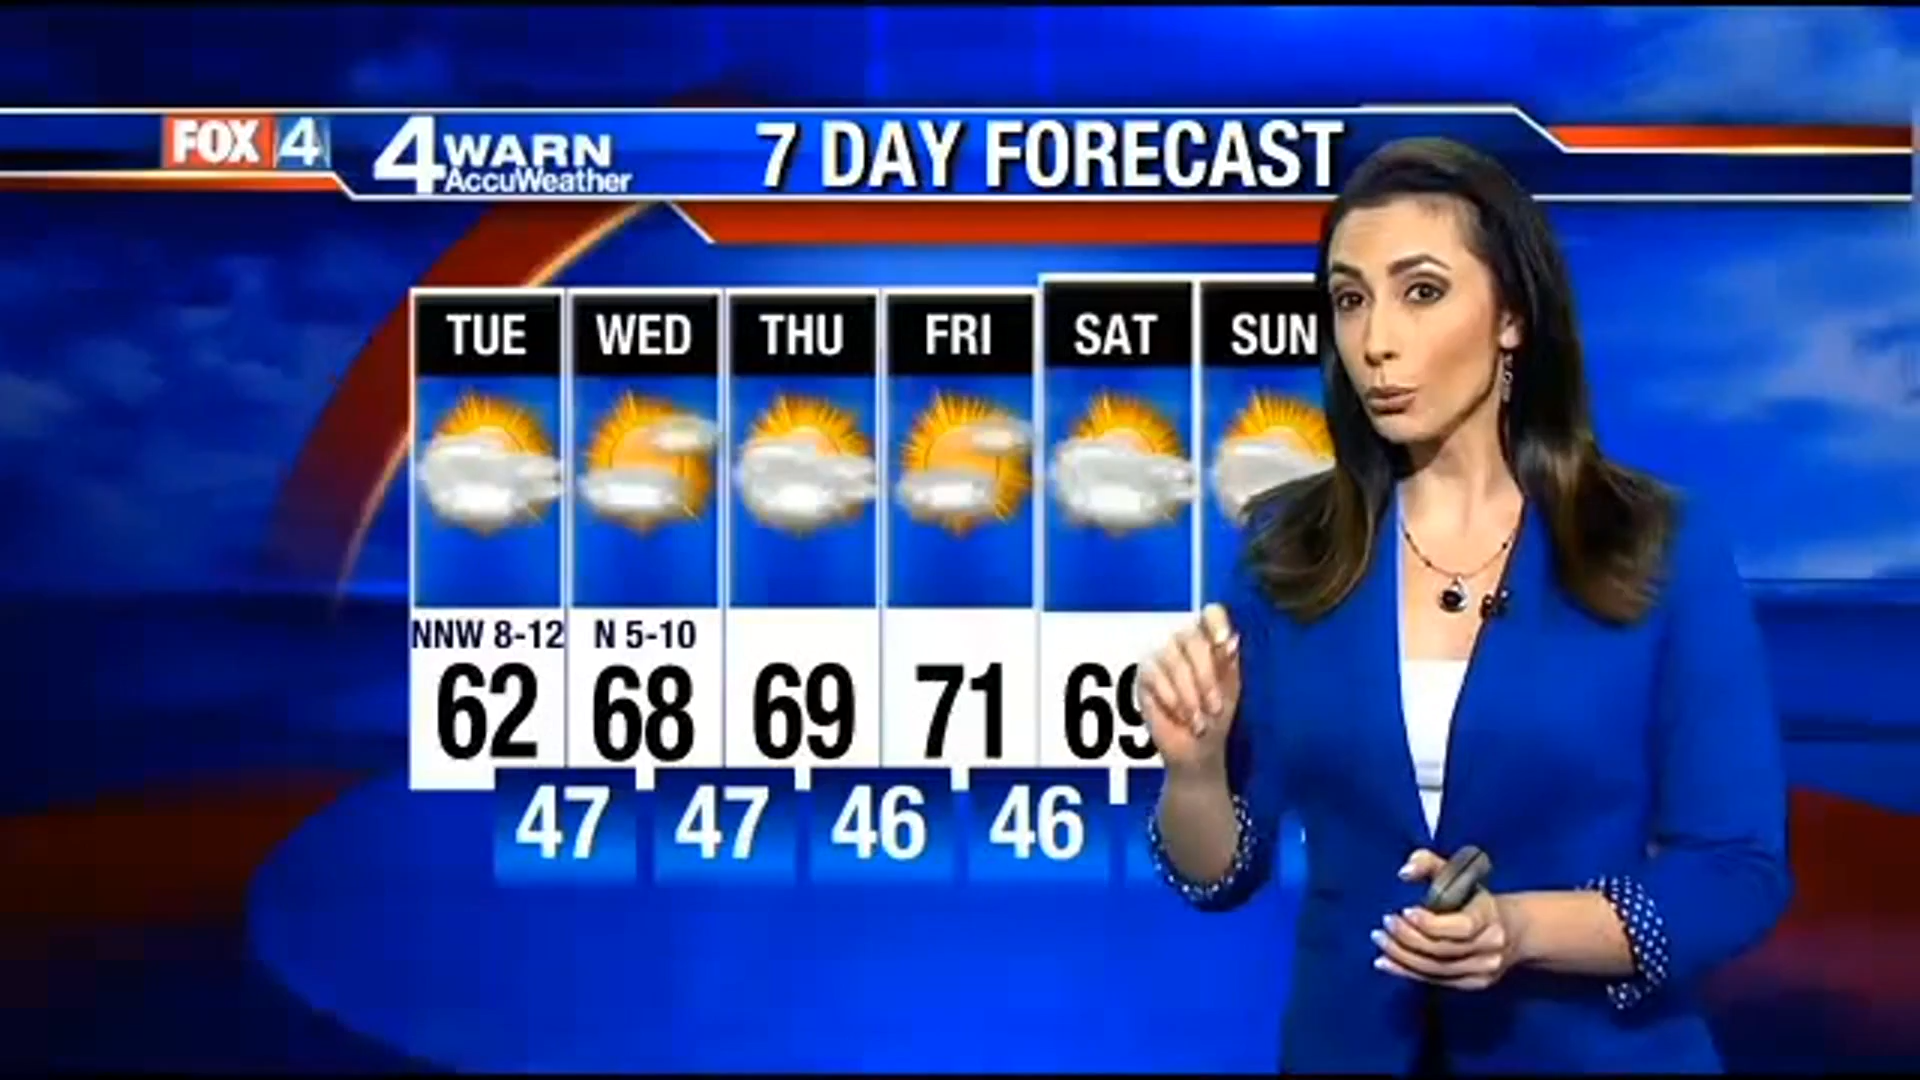 FOX 4
4WARN
AccuWeather
7 DAY FORECAST
TUE WED THU FRI SAT SUN
NNW 8-12 N 5-10
62 68 69 71 69
47 47 46 46